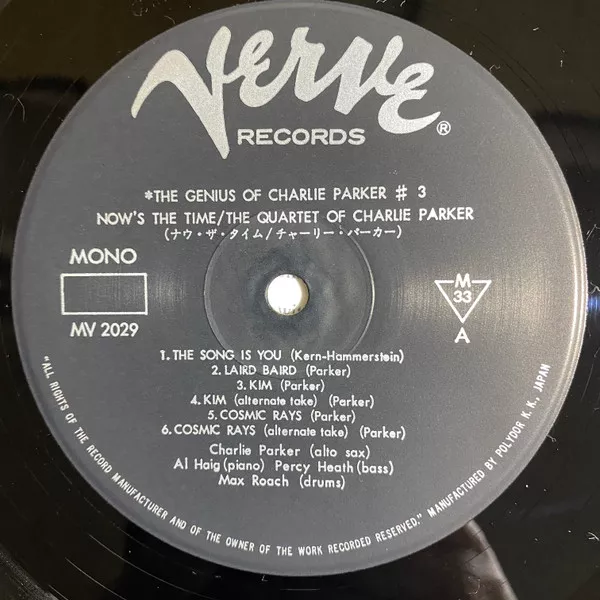 Verve®
RECORDS
*THE GENIUS OF CHARLIE PARKER # 3
NOW'S THE TIME/THE QUARTET OF CHARLIE PARKER
(ナウ・ザ・タイム/チャーリー・パーカー)
MONO
MV 2029
M
33
A
1. THE SONG IS YOU (Kern-Hammerstein)
2. LAIRD BAIRD (Parker)
3. KIM (Parker)
4. KIM (alternate take) (Parker)
5. COSMIC RAYS (Parker)
6. COSMIC RAYS (alternate take) (Parker)
Charlie Parker (alto sax)
Al Haig(piano) Percy Heath(bass)
Max Roach (drums)
"ALL RIGHTS OF THE RECORD MANUFACTURER AND OF THE OWNER OF THE WORK RECORDED RESERVED." MANUFACTURED BY POLYDOR K. K., JAPAN